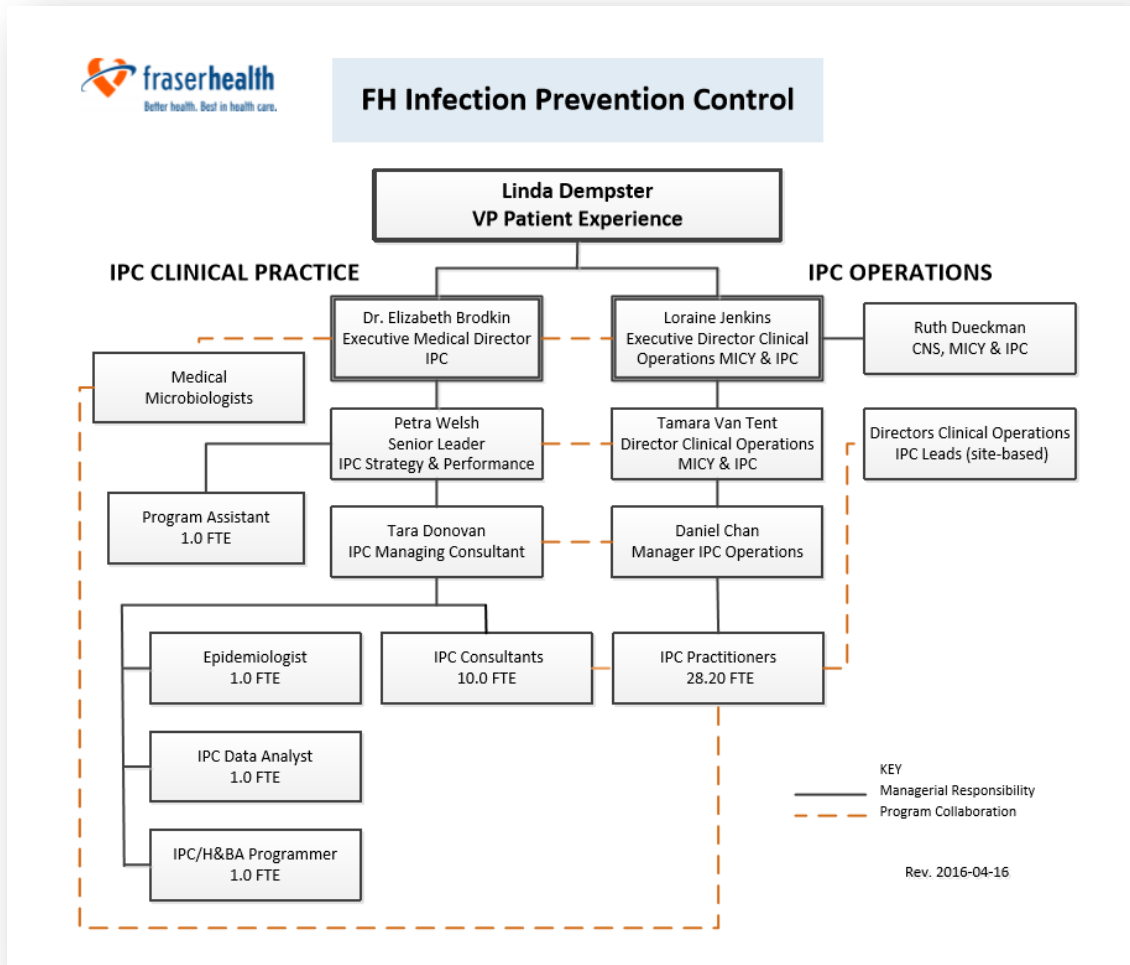 fraserhealth
Better health. Best in health care.
FH Infection Prevention Control
Linda Dempster
VP Patient Experience
IPC CLINICAL PRACTICE
IPC OPERATIONS
Dr. Elizabeth Brodkin
Executive Medical Director
IPC
Loraine Jenkins
Executive Director Clinical
Operations MICY & IPC
Ruth Dueckman
CNS, MICY & IPC
Medical
Microbiologists
Petra Welsh
Senior Leader
IPC Strategy & Performance
Tamara Van Tent
Director Clinical Operations
MICY & IPC
Directors Clinical Operations
IPC Leads (site-based)
Program Assistant
1.0 FTE
Tara Donovan
IPC Managing Consultant
Daniel Chan
Manager IPC Operations
Epidemiologist
1.0 FTE
IPC Consultants
10.0 FTE
IPC Practitioners
28.20 FTE
IPC Data Analyst
1.0 FTE
IPC/H&BA Programmer
1.0 FTE
KEY
Managerial Responsibility
Program Collaboration
Rev. 2016-04-16